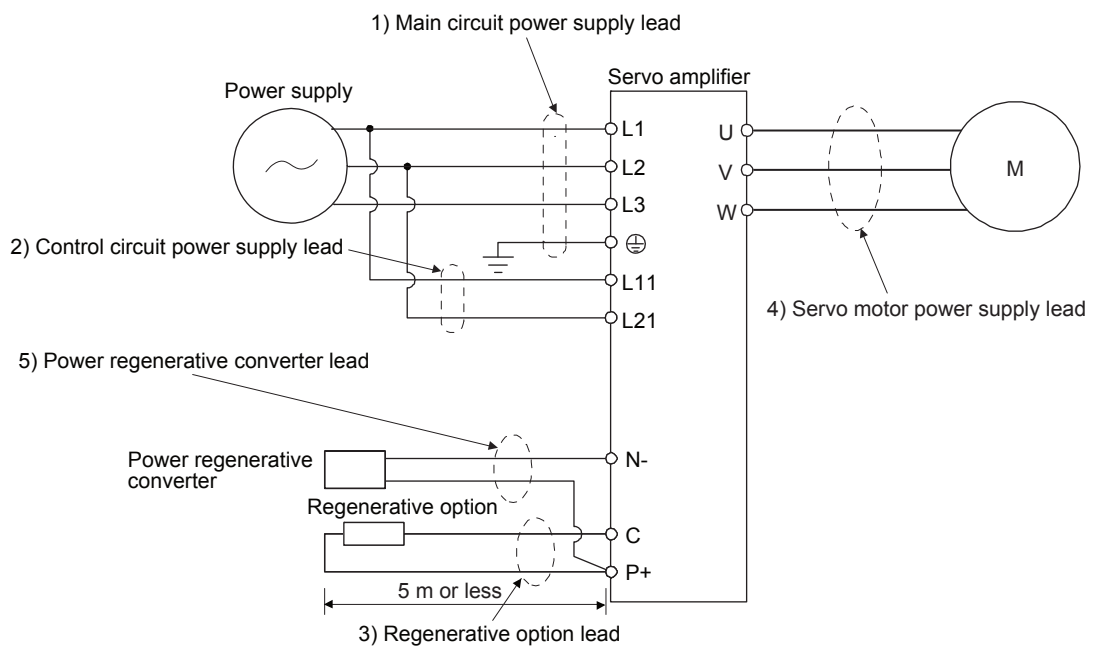 1) Main circuit power supply lead
Servo amplifier
Power supply
L1
U
L2
V
M
L3
W
2) Control circuit power supply lead
L11
4) Servo motor power supply lead
L21
5) Power regenerative converter lead
Power regenerative
converter
N-
Regenerative option
C
P+
5 m or less
3) Regenerative option lead